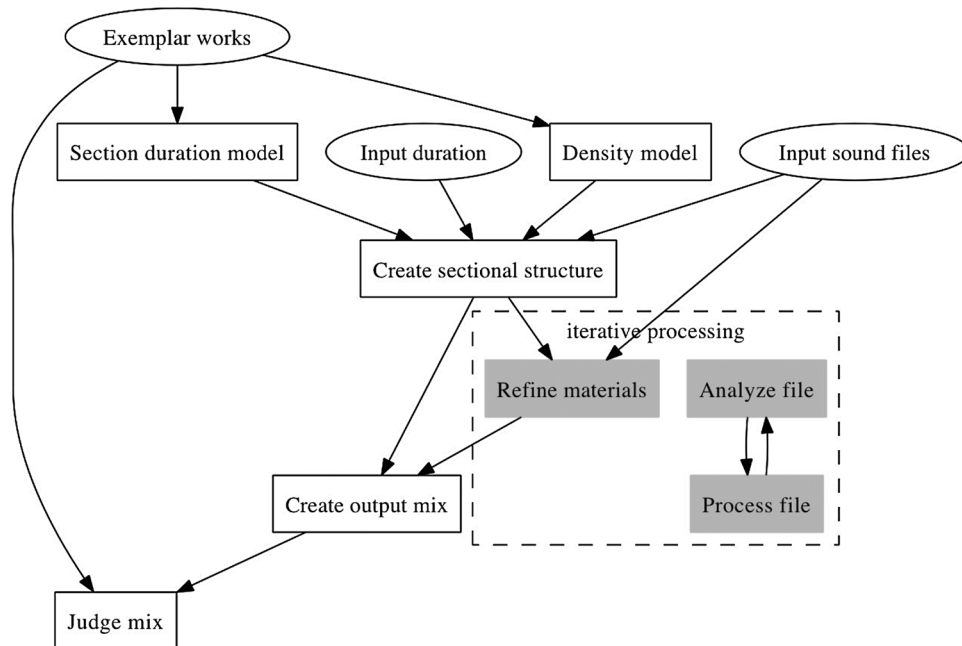 Exemplar works
Section duration model
Input duration
Density model
Input sound files
Create sectional structure
iterative processing
Refine materials
Analyze file
Create output mix
Process file
Judge mix